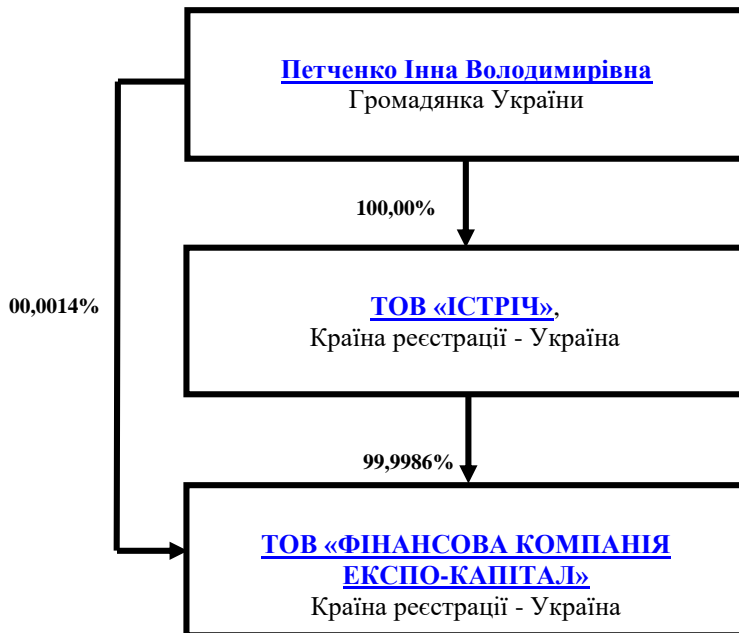 Петченко Інна Володимирівна
Громадянка України
100,00%
ТОВ «ІСТРІЧ»,
Країна реєстрації - Україна
00,0014%
99,9986%
ТОВ «ФІНАНСОВА КОМПАНІЯ
ЕКСПО-КАПІТАЛ»
Країна реєстрації - Україна